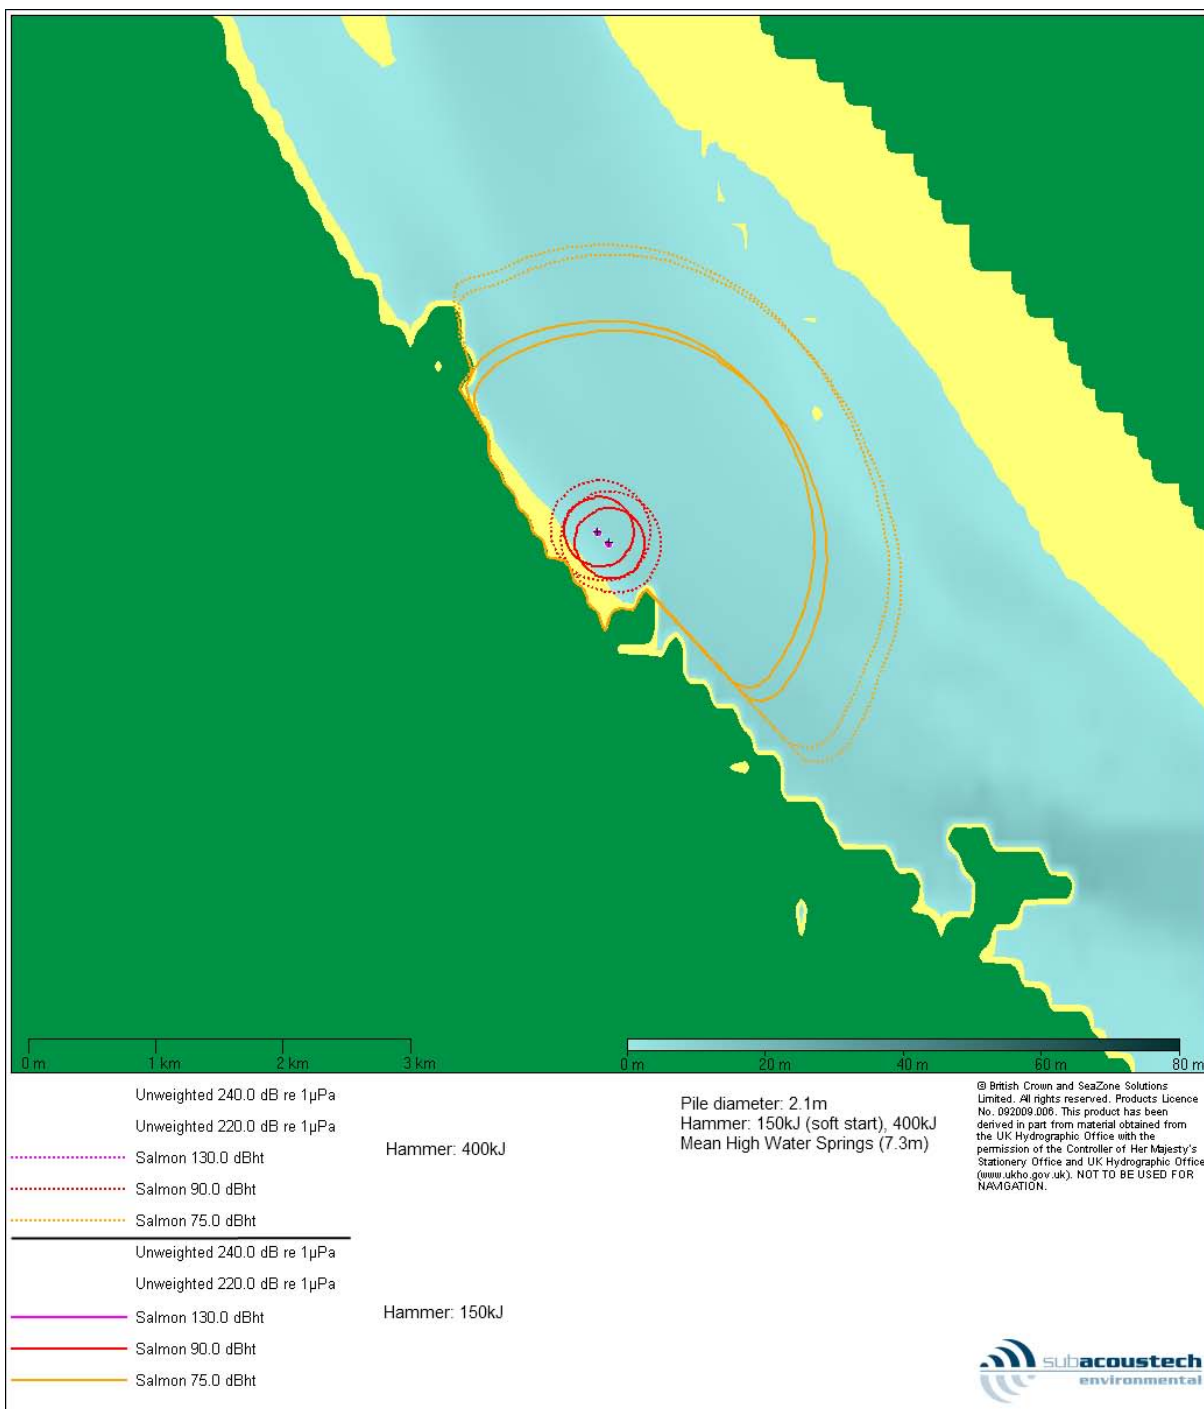 0 m 1 km 2 km 3 km
0 m 20 m 40 m 60 m 80 m
Unweighted 240.0 dB re 1µPa
Unweighted 220.0 dB re 1µPa
Salmon 130.0 dBht
Salmon 90.0 dBht
Salmon 75.0 dBht
Hammer: 400kJ
Unweighted 240.0 dB re 1µPa
Unweighted 220.0 dB re 1µPa
Salmon 130.0 dBht
Salmon 90.0 dBht
Salmon 75.0 dBht
Hammer: 150kJ
Pile diameter: 2.1m
Hammer: 150kJ (soft start), 400kJ
Mean High Water Springs (7.3m)
© British Crown and SeaZone Solutions
Limited. All rights reserved. Products Licence
No. 092009.006. This product has been
derived in part from material obtained from
the UK Hydrographic Office with the
permission of the Controller of Her Majesty's
Stationery Office and UK Hydrographic Office
(www.ukho.gov.uk). NOT TO BE USED FOR
NAVIGATION.
subacoustech
environmental